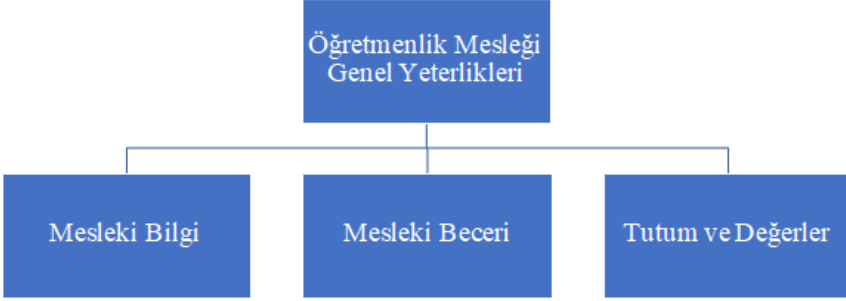 Öğretmenlik Mesleği
Genel Yeterlikleri
Mesleki Bilgi
Mesleki Beceri
Tutum ve Değerler